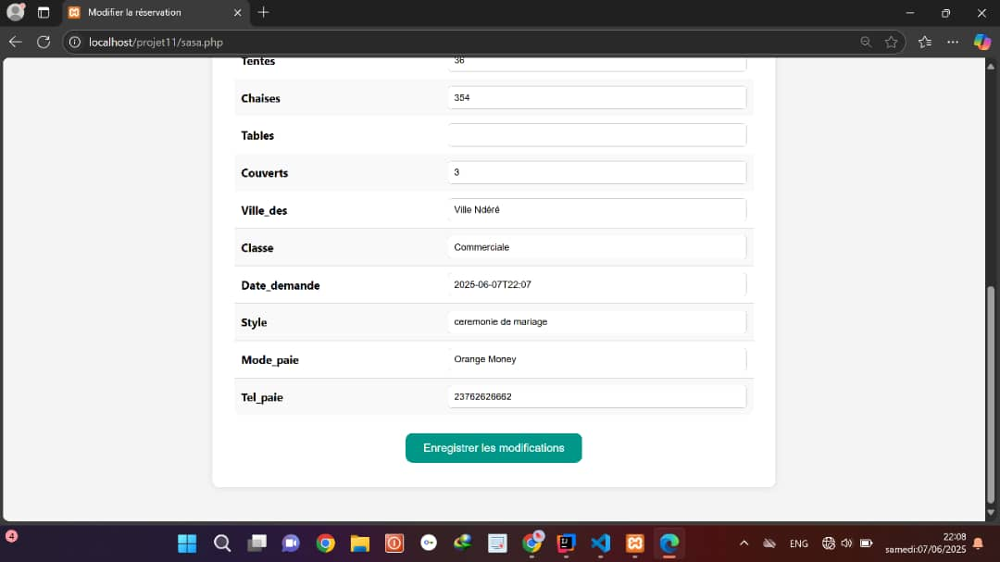 Modifier la réservation
localhost/projet11/sasa.php
Tentes 36
Chaises 354
Tables
Couverts 3
Ville_des Ville Ndéré
Classe Commerciale
Date_demande 2025-06-07T22:07
Style ceremonie de mariage
Mode_paie Orange Money
Tel_paie 23762626662
Enregistrer les modifications
4
ENG
22:08
samedi:07/06/2025